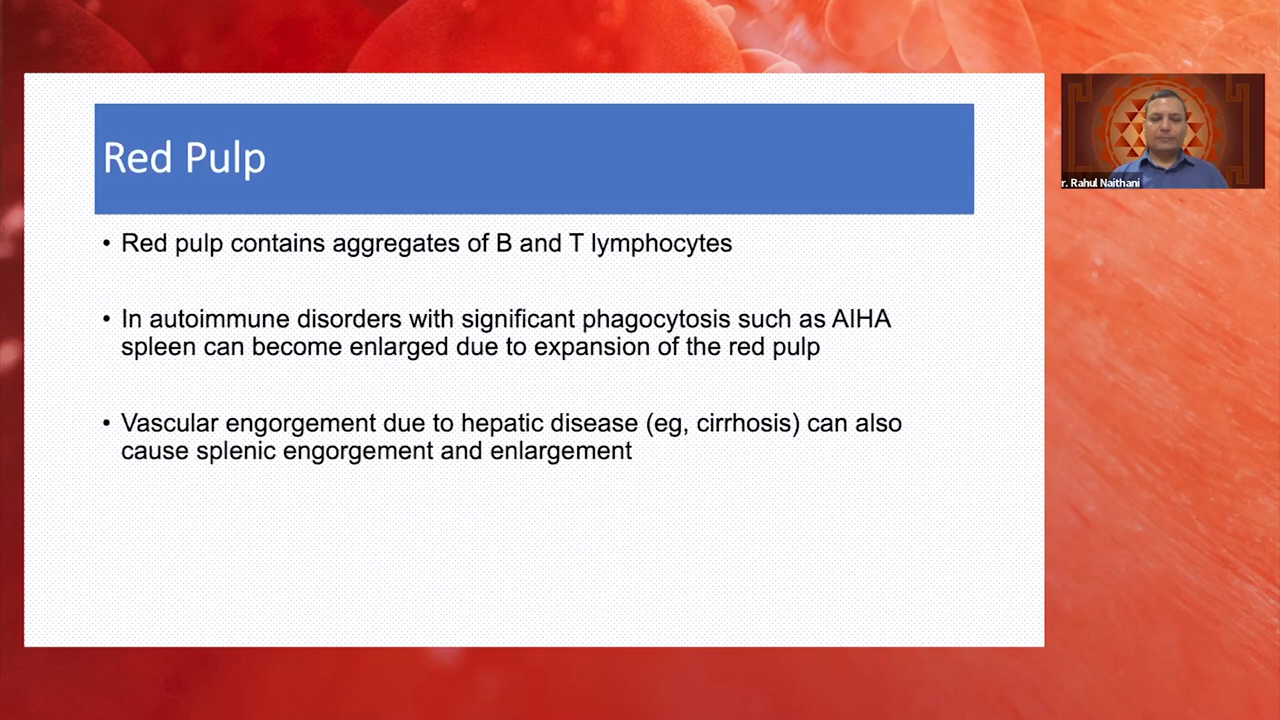 Red Pulp
• Red pulp contains aggregates of B and T lymphocytes
• In autoimmune disorders with significant phagocytosis such as AIHA
spleen can become enlarged due to expansion of the red pulp
• Vascular engorgement due to hepatic disease (eg, cirrhosis) can also
cause splenic engorgement and enlargement
r. Rahul Naithani